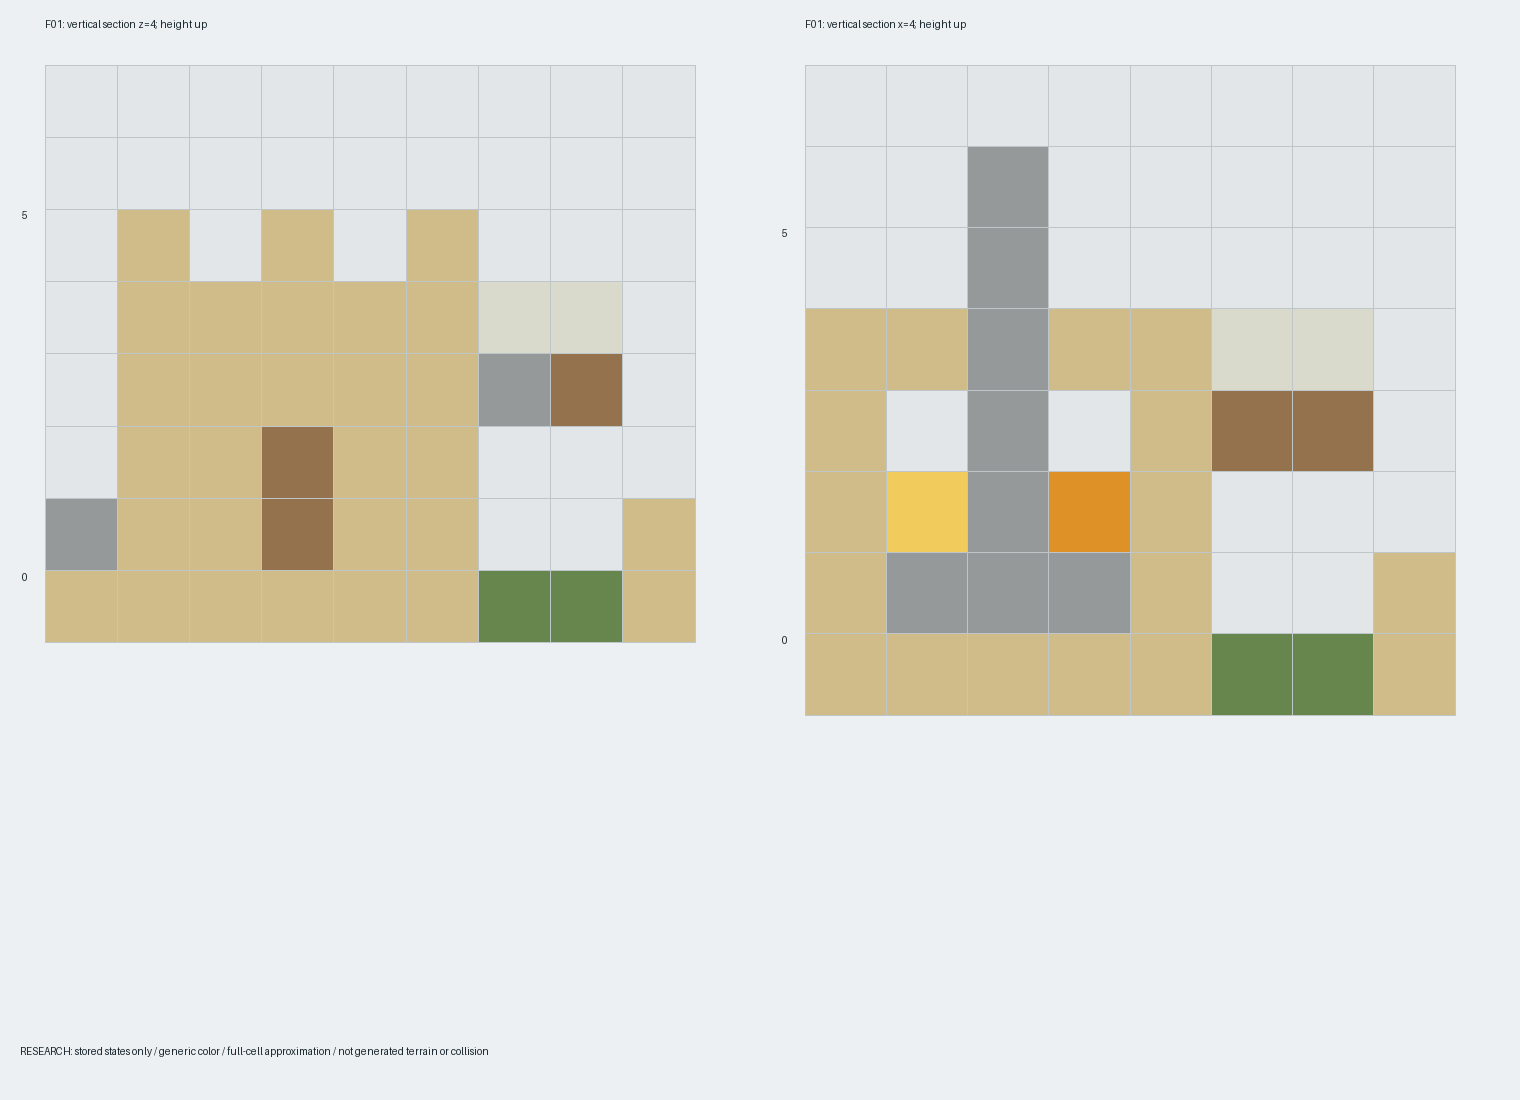 F01: vertical section z=4; height up
F01: vertical section x=4; height up
5
5
0
0
RESEARCH: stored states only / generic color / full-cell approximation / not generated terrain or collision